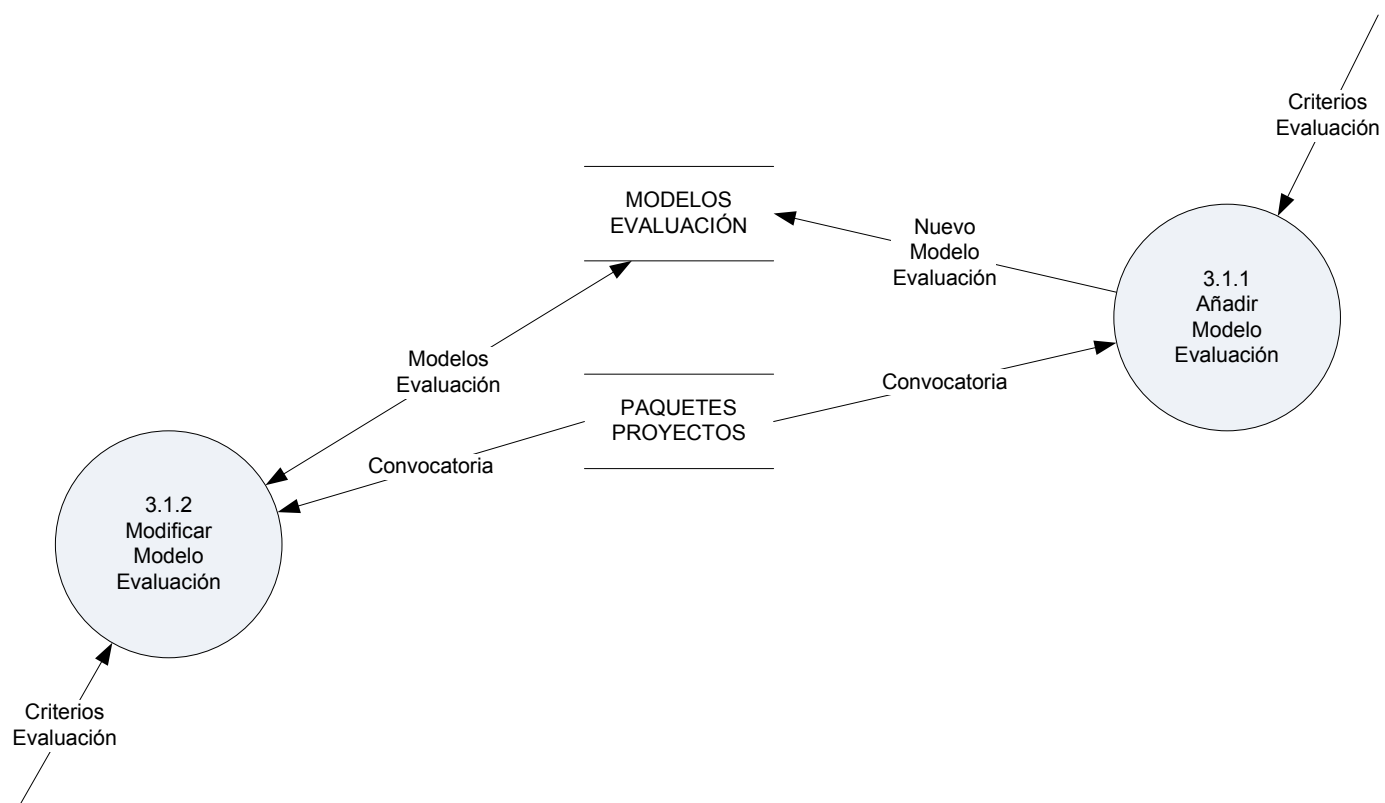 Criterios
Evaluación
MODELOS
EVALUACIÓN
Nuevo
Modelo
Evaluación
3.1.1
Añadir
Modelo
Evaluación
Modelos
Evaluación
Convocatoria
PAQUETES
PROYECTOS
Convocatoria
3.1.2
Modificar
Modelo
Evaluación
Criterios
Evaluación